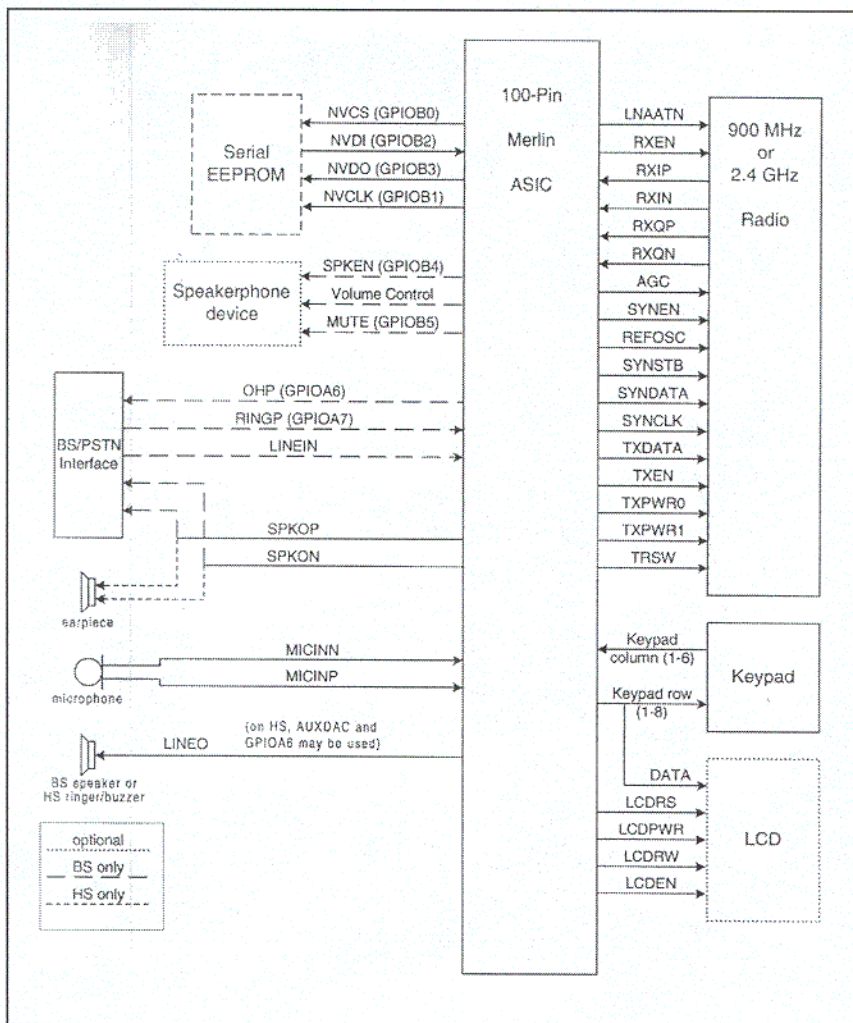 100-Pin
Merlin
ASIC
Serial
EEPROM
NVCS (GPIOB0)
NVDI (GPIOB2)
NVDO (GPIOB3)
NVCLK (GPIOB1)
Speakerphone
device
SPKEN (GPIOB4)
Volume Control
MUTE (GPIOB5)
BS/PSTN
Interface
OHP (GPIOA6)
RINGP (GPIOA7)
LINEIN
SPKOP
SPKON
earpiece
MICINN
MICINP
microphone
(on HS, AUXDAC and
GPIOA6 may be used)
LINEO
BS speaker or
HS ringer/buzzer
optional
BS only
HS only
LNAATN
RXEN
RXIP
RXIN
RXQP
RXQN
AGC
SYNEN
REFOSC
SYNSTB
SYNDATA
SYNCLK
TXDATA
TXEN
TXPWR0
TXPWR1
TRSW
900 MHz
or
2.4 GHz
Radio
Keypad
column (1-6)
Keypad row
(1-8)
Keypad
DATA
LCDRS
LCDPWR
LCDRW
LCDEN
LCD